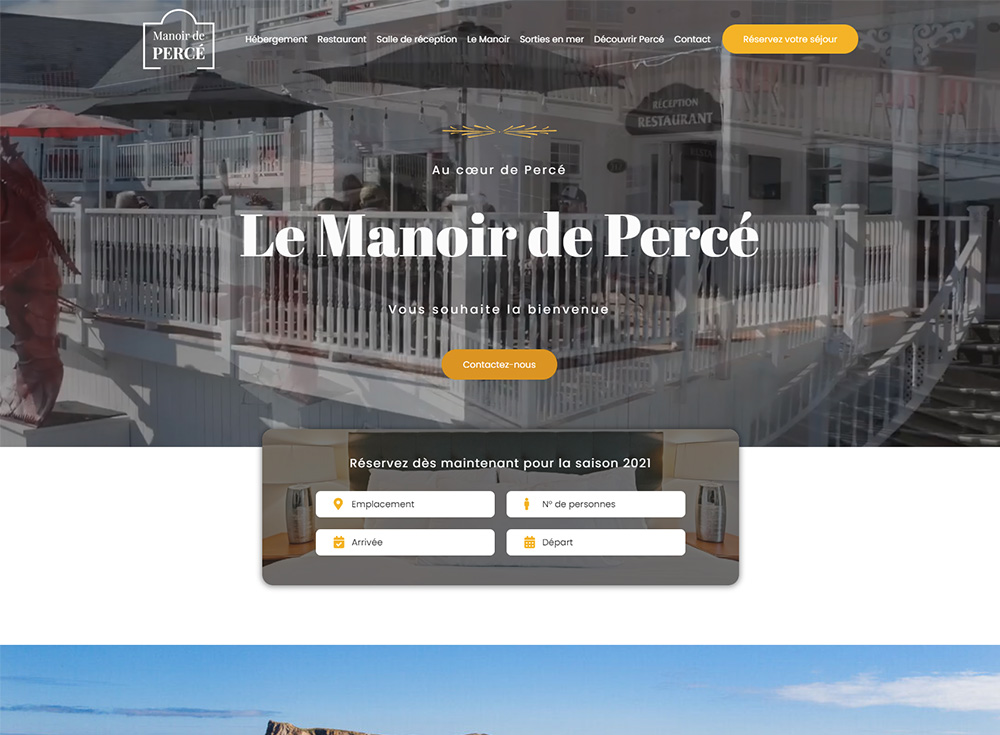 Manoir de
PERCÉ
Hébergement Restaurant Salle de réception Le Manoir Sorties en mer Découvrir Percé Contact Réservez votre séjour
RÉCEPTION
RESTAURANT
Au cœur de Percé
Le Manoir de Percé
Vous souhaite la bienvenue
Contactez-nous
Réservez dès maintenant pour la saison 2021
Emplacement
N° de personnes
Arrivée
Départ